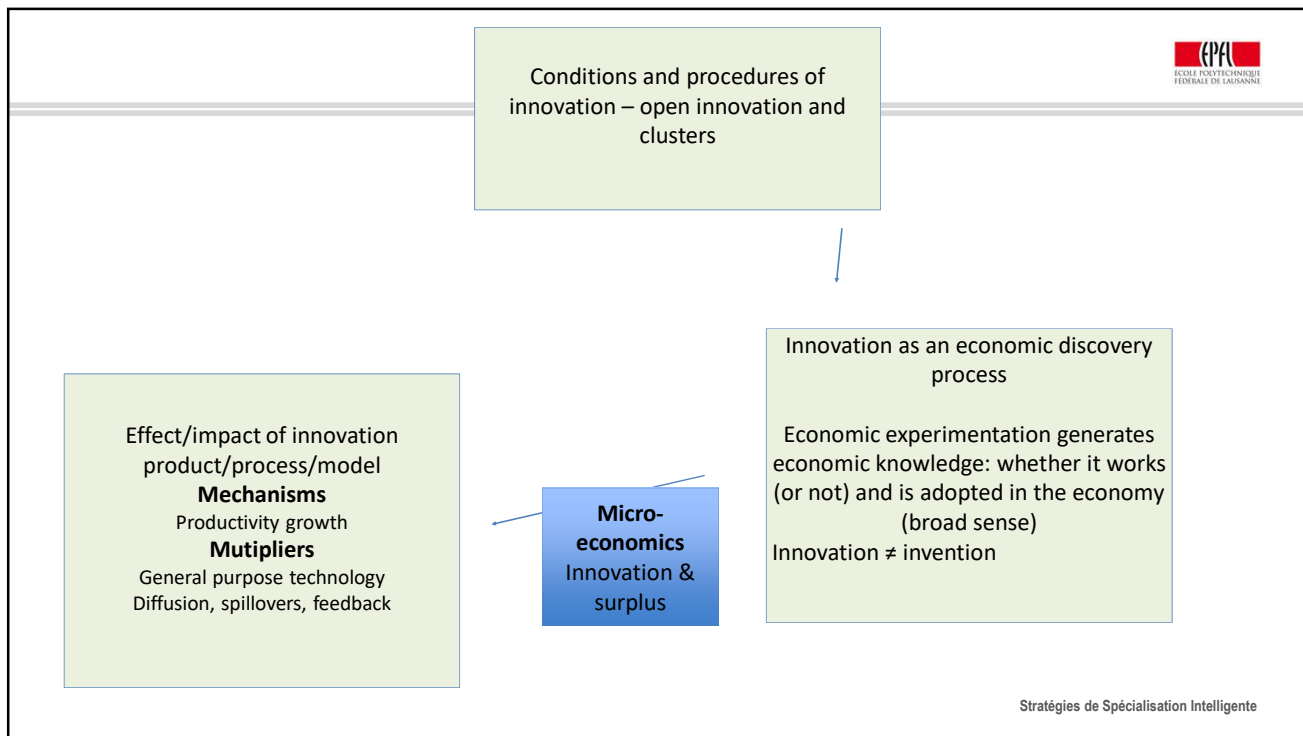 Conditions and procedures of
innovation – open innovation and
clusters
(EPFL
ÉCOLE POLYTECHNIQUE
FÉDÉRALE DE LAUSANNE
Innovation as an economic discovery
process
Economic experimentation generates
economic knowledge: whether it works
(or not) and is adopted in the economy
(broad sense)
Innovation ≠ invention
Effect/impact of innovation
product/process/model
Mechanisms
Productivity growth
Mutipliers
General purpose technology
Diffusion, spillovers, feedback
Micro-
economics
Innovation &
surplus
Stratégies de Spécialisation Intelligente